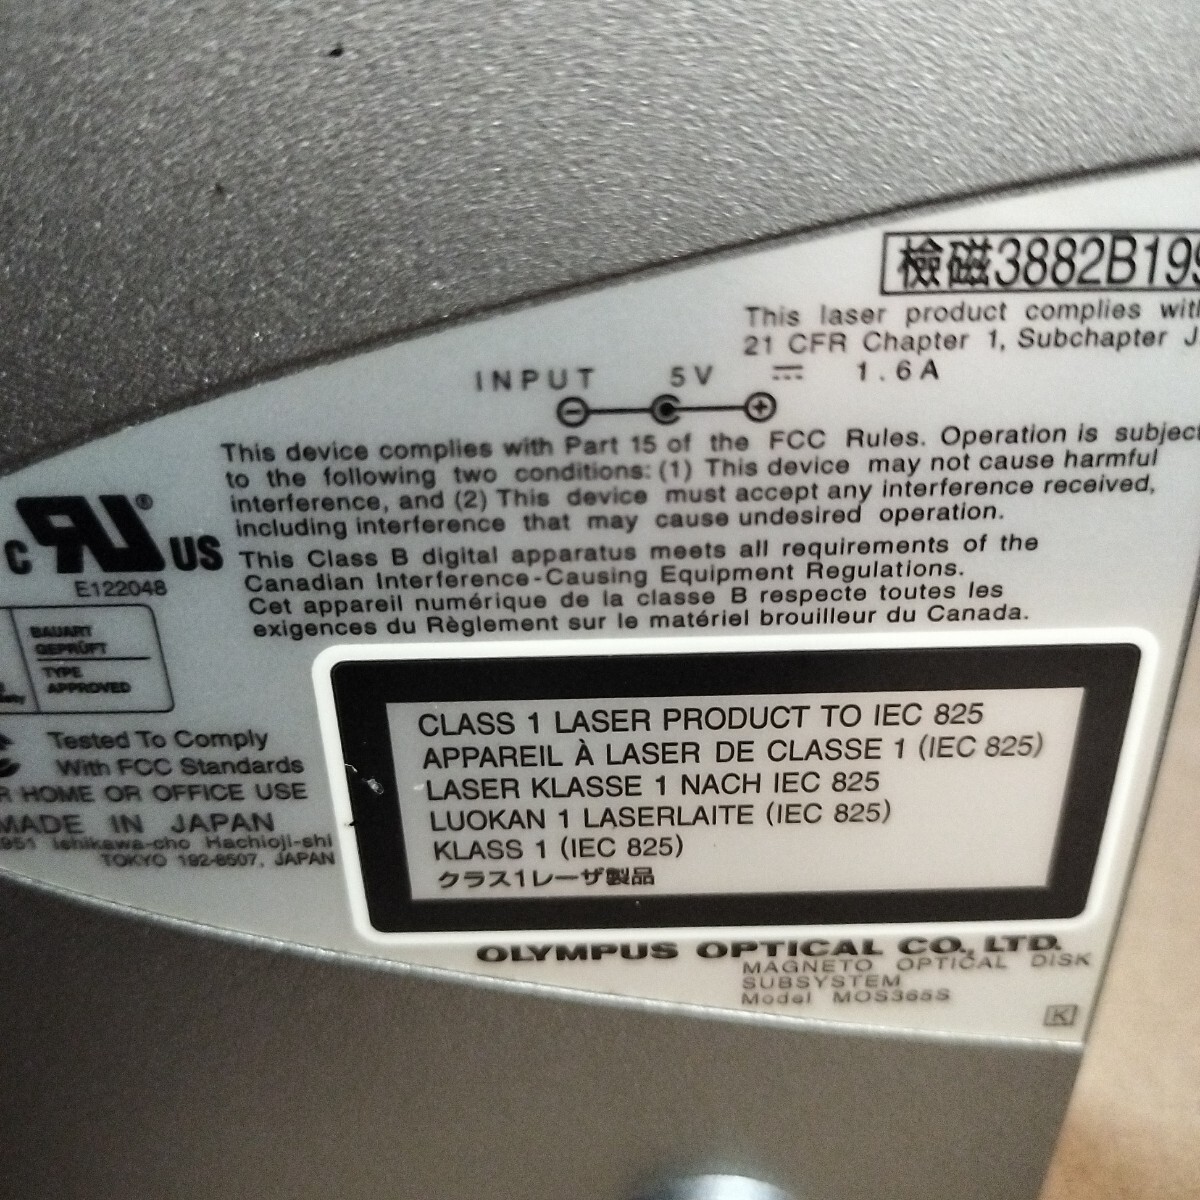 檢磁3882B199
This laser product complies with
21 CFR Chapter 1, Subchapter J
INPUT 5V ⎓ 1.6A
This device complies with Part 15 of the FCC Rules. Operation is subject
to the following two conditions: (1) This device may not cause harmful
interference, and (2) This device must accept any interference received,
including interference that may cause undesired operation.
This Class B digital apparatus meets all requirements of the
Canadian Interference-Causing Equipment Regulations.
Cet appareil numérique de la classe B respecte toutes les
exigences du Règlement sur le matériel brouilleur du Canada.
C RU® US
E122048
BAUART
GEPRÜFT
TYPE
APPROVED
Tested To Comply
With FCC Standards
R HOME OR OFFICE USE
MADE IN JAPAN
951 Ishikawa-cho Hachioji-shi
TOKYO 192-8507, JAPAN
CLASS 1 LASER PRODUCT TO IEC 825
APPAREIL À LASER DE CLASSE 1 (IEC 825)
LASER KLASSE 1 NACH IEC 825
LUOKAN 1 LASERLAITE (IEC 825)
KLASS 1 (IEC 825)
クラス1レーザ製品
OLYMPUS OPTICAL CO., LTD.
MAGNETO OPTICAL DISK
SUBSYSTEM
Model MOS365S
K